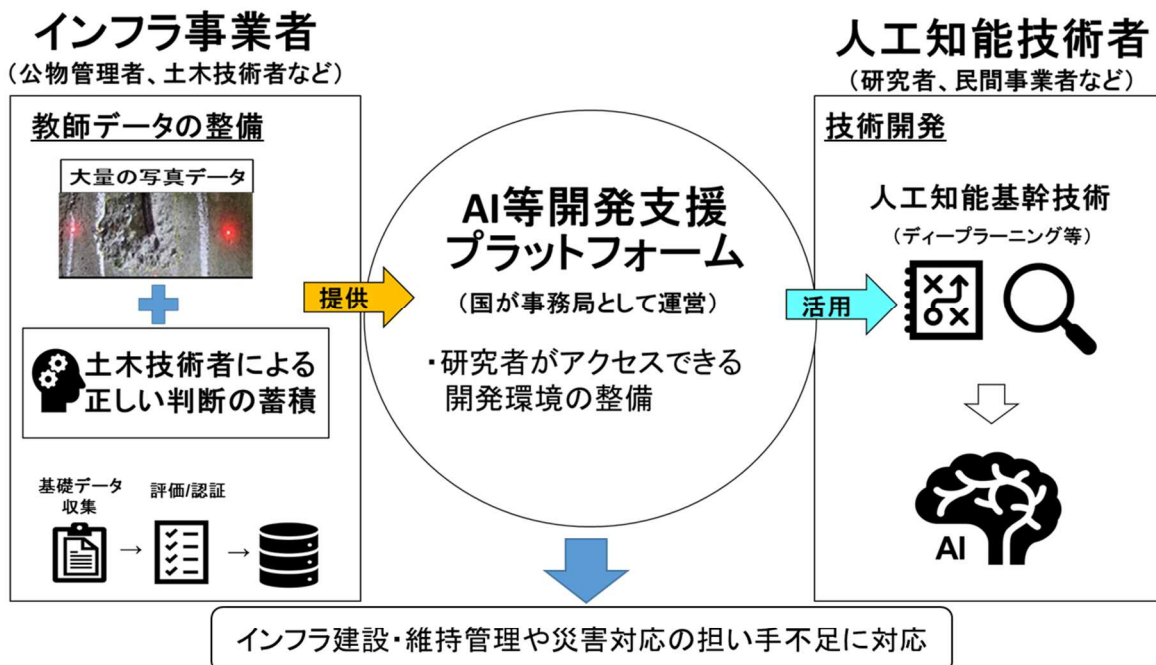 インフラ事業者
（公物管理者、土木技術者など）
教師データの整備
大量の写真データ
土木技術者による
正しい判断の蓄積
基礎データ
収集
→
評価/認証
→
提供
AI等開発支援
プラットフォーム
（国が事務局として運営）
・研究者がアクセスできる
開発環境の整備
活用
人工知能技術者
（研究者、民間事業者など）
技術開発
人工知能基幹技術
（ディープラーニング等）
AI
インフラ建設・維持管理や災害対応の担い手不足に対応